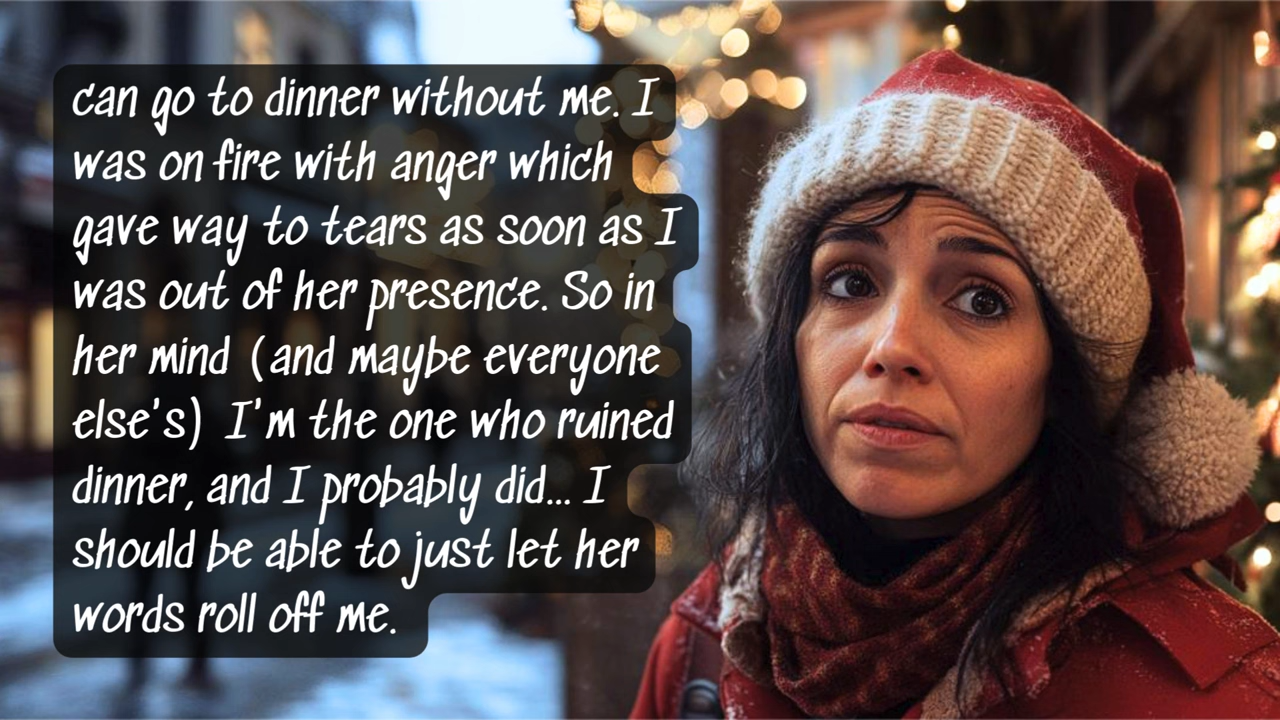 can go to dinner without me. I
was on fire with anger which
gave way to tears as soon as I
was out of her presence. So in
her mind (and maybe everyone
else's) I'm the one who ruined
dinner, and I probably did... I
should be able to just let her
words roll off me.